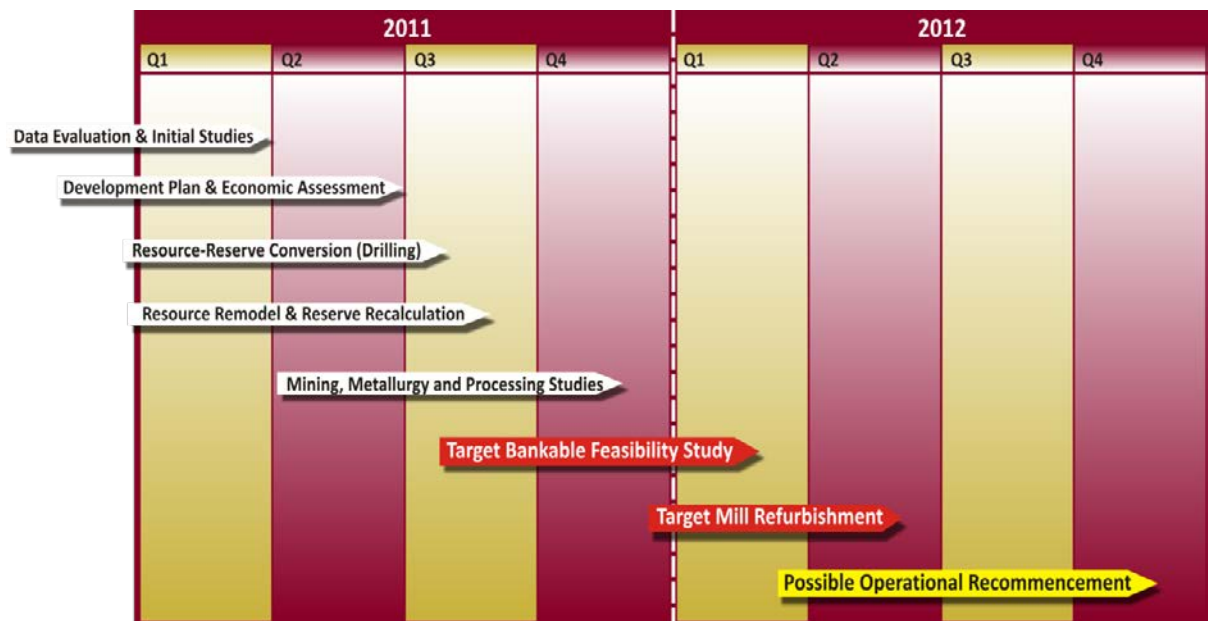 2011
2012
Q1
Q2
Q3
Q4
Q1
Q2
Q3
Q4
Data Evaluation & Initial Studies
Development Plan & Economic Assessment
Resource-Reserve Conversion (Drilling)
Resource Remodel & Reserve Recalculation
Mining, Metallurgy and Processing Studies
Target Bankable Feasibility Study
Target Mill Refurbishment
Possible Operational Recommencement